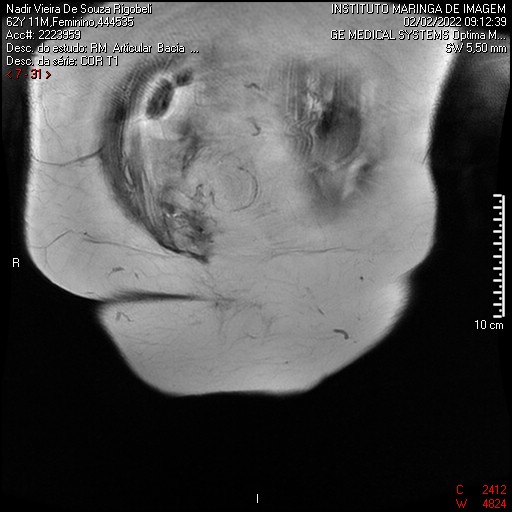 Nadir Vieira De Souza Rigobeli
62Y 11M,Feminino,444535
Acc#: 2223959
Desc. do estudo: RM Articular Bacia ...
Desc. da série: COR T1
< 7 - 31 >
INSTITUTO MARINGA DE IMAGEM
02/02/2022 09:12:39
GE MEDICAL SYSTEMS Optima M...
SW 5,50 mm
R
10 cm
I
C 2412
W 4824